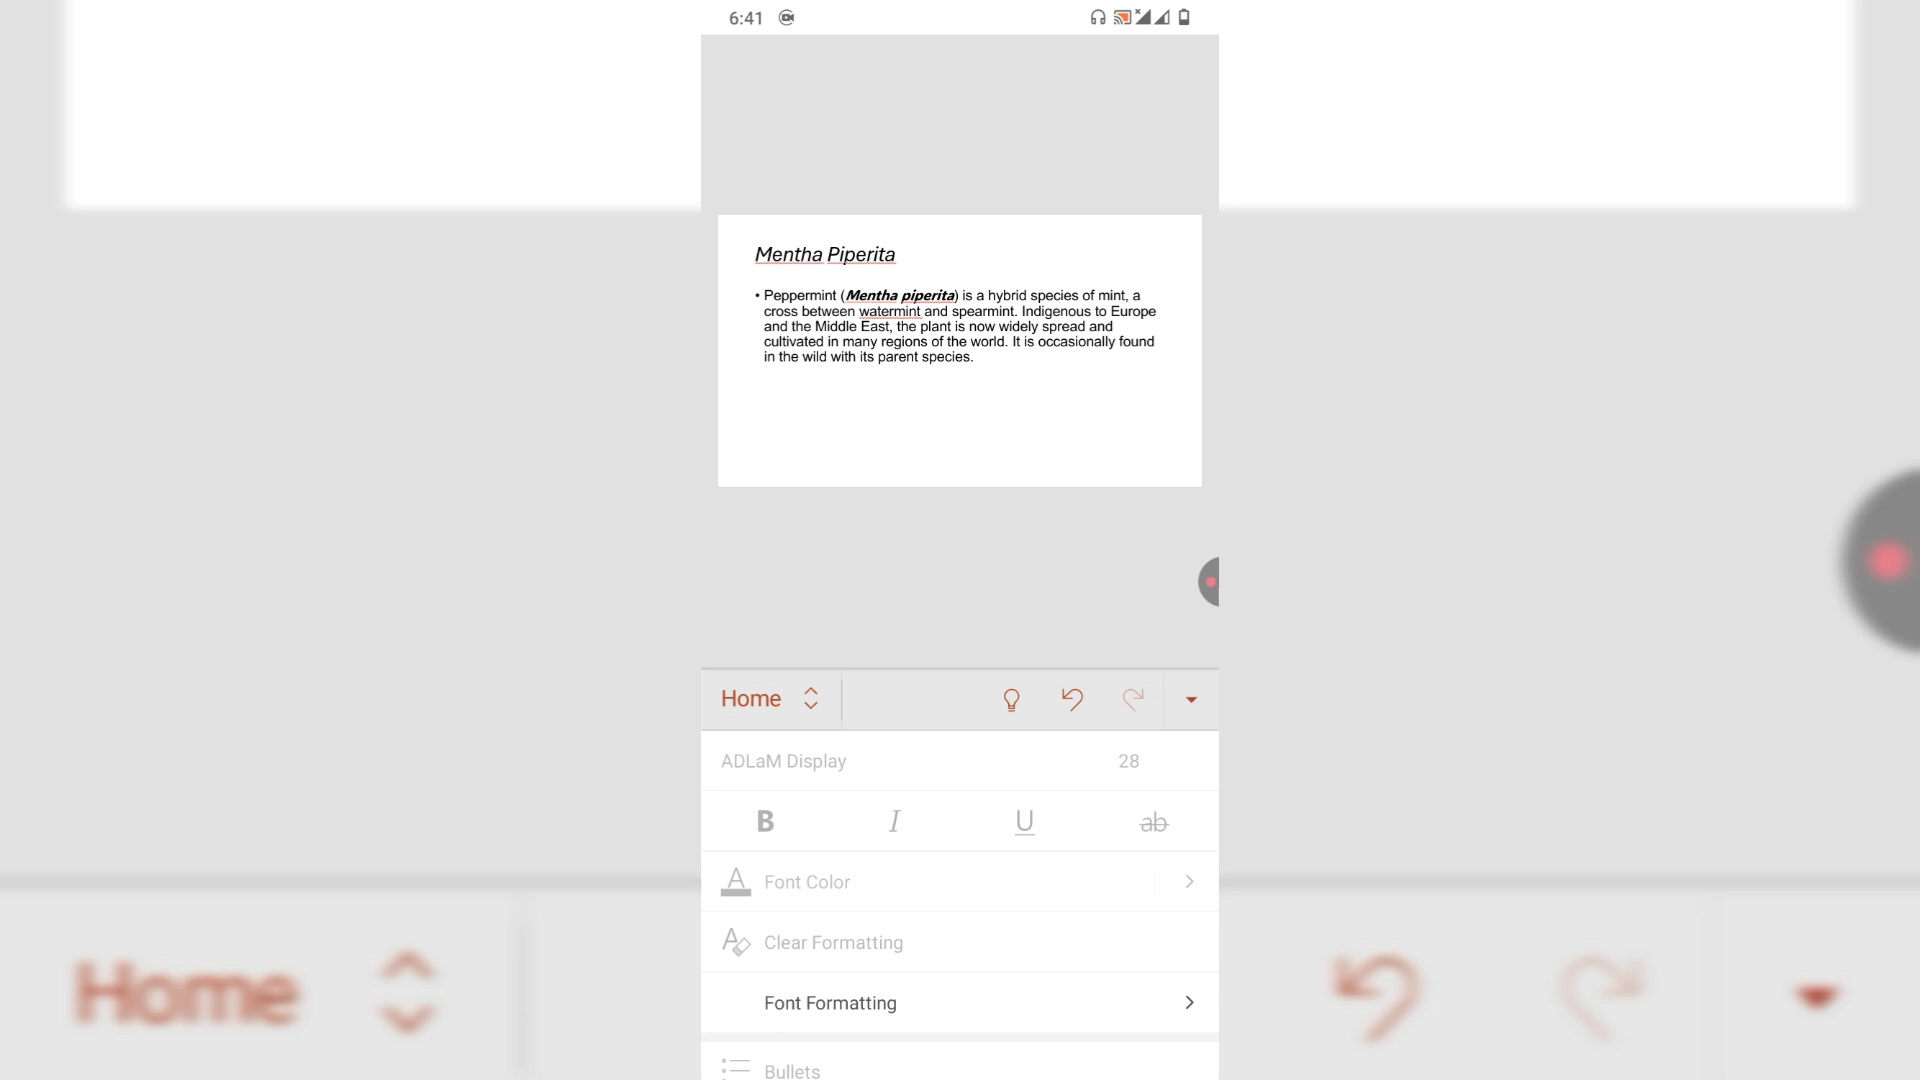 6:41
Mentha Piperita
• Peppermint (Mentha piperita) is a hybrid species of mint, a
cross between watermint and spearmint. Indigenous to Europe
and the Middle East, the plant is now widely spread and
cultivated in many regions of the world. It is occasionally found
in the wild with its parent species.
Home
ADLaM Display 28
B I U ab
A Font Color
A Clear Formatting
Font Formatting
Bullets
Home